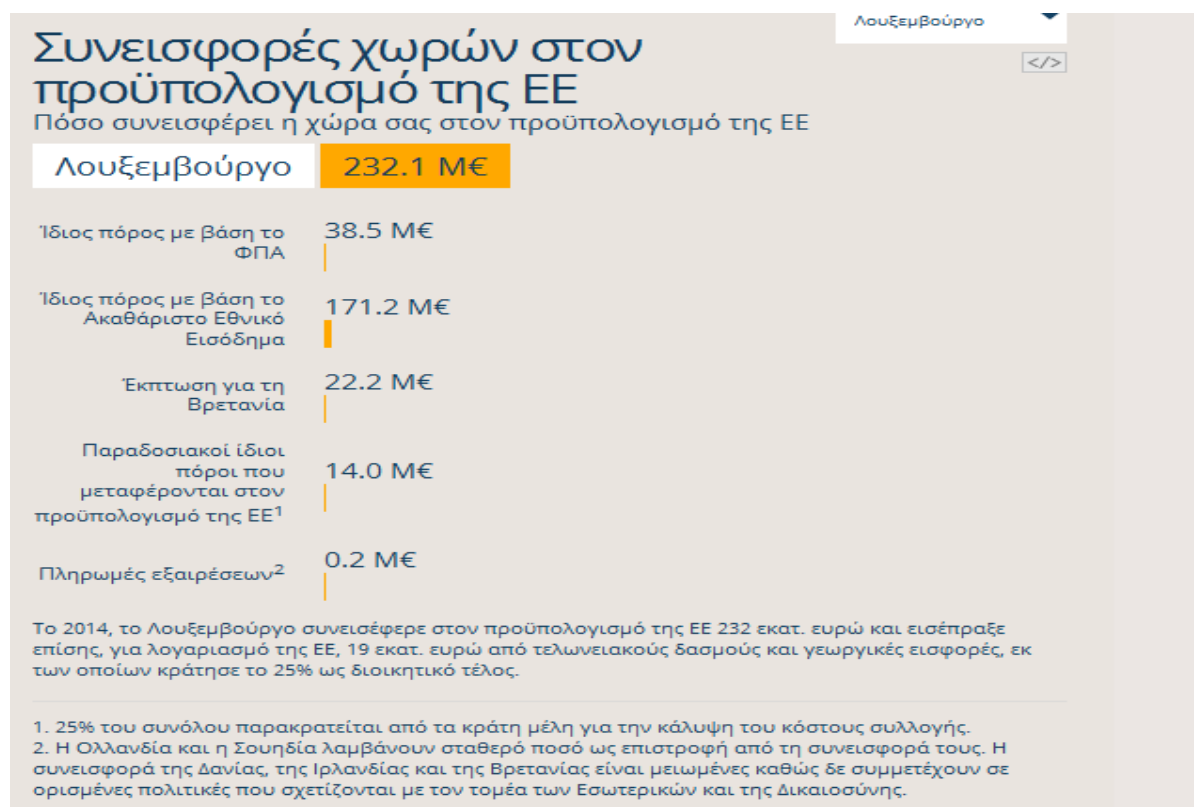 Λουξεμβούργο
Συνεισφορές χωρών στον
προϋπολογισμό της ΕΕ
</>
Πόσο συνεισφέρει η χώρα σας στον προϋπολογισμό της ΕΕ
Λουξεμβούργο 232.1 M€
Ίδιος πόρος με βάση το
ΦΠΑ
38.5 M€
Ίδιος πόρος με βάση το
Ακαθάριστο Εθνικό
Εισόδημα
171.2 M€
Έκπτωση για τη
Βρετανία
22.2 M€
Παραδοσιακοί ίδιοι
πόροι που
μεταφέρονται στον
προϋπολογισμό της ΕΕ¹
14.0 M€
Πληρωμές εξαιρέσεων²
0.2 M€
Το 2014, το Λουξεμβούργο συνεισέφερε στον προϋπολογισμό της ΕΕ 232 εκατ. ευρώ και εισέπραξε
επίσης, για λογαριασμό της ΕΕ, 19 εκατ. ευρώ από τελωνειακούς δασμούς και γεωργικές εισφορές, εκ
των οποίων κράτησε το 25% ως διοικητικό τέλος.
1. 25% του συνόλου παρακρατείται από τα κράτη μέλη για την κάλυψη του κόστους συλλογής.
2. Η Ολλανδία και η Σουηδία λαμβάνουν σταθερό ποσό ως επιστροφή από τη συνεισφορά τους. Η
συνεισφορά της Δανίας, της Ιρλανδίας και της Βρετανίας είναι μειωμένες καθώς δε συμμετέχουν σε
ορισμένες πολιτικές που σχετίζονται με τον τομέα των Εσωτερικών και της Δικαιοσύνης.